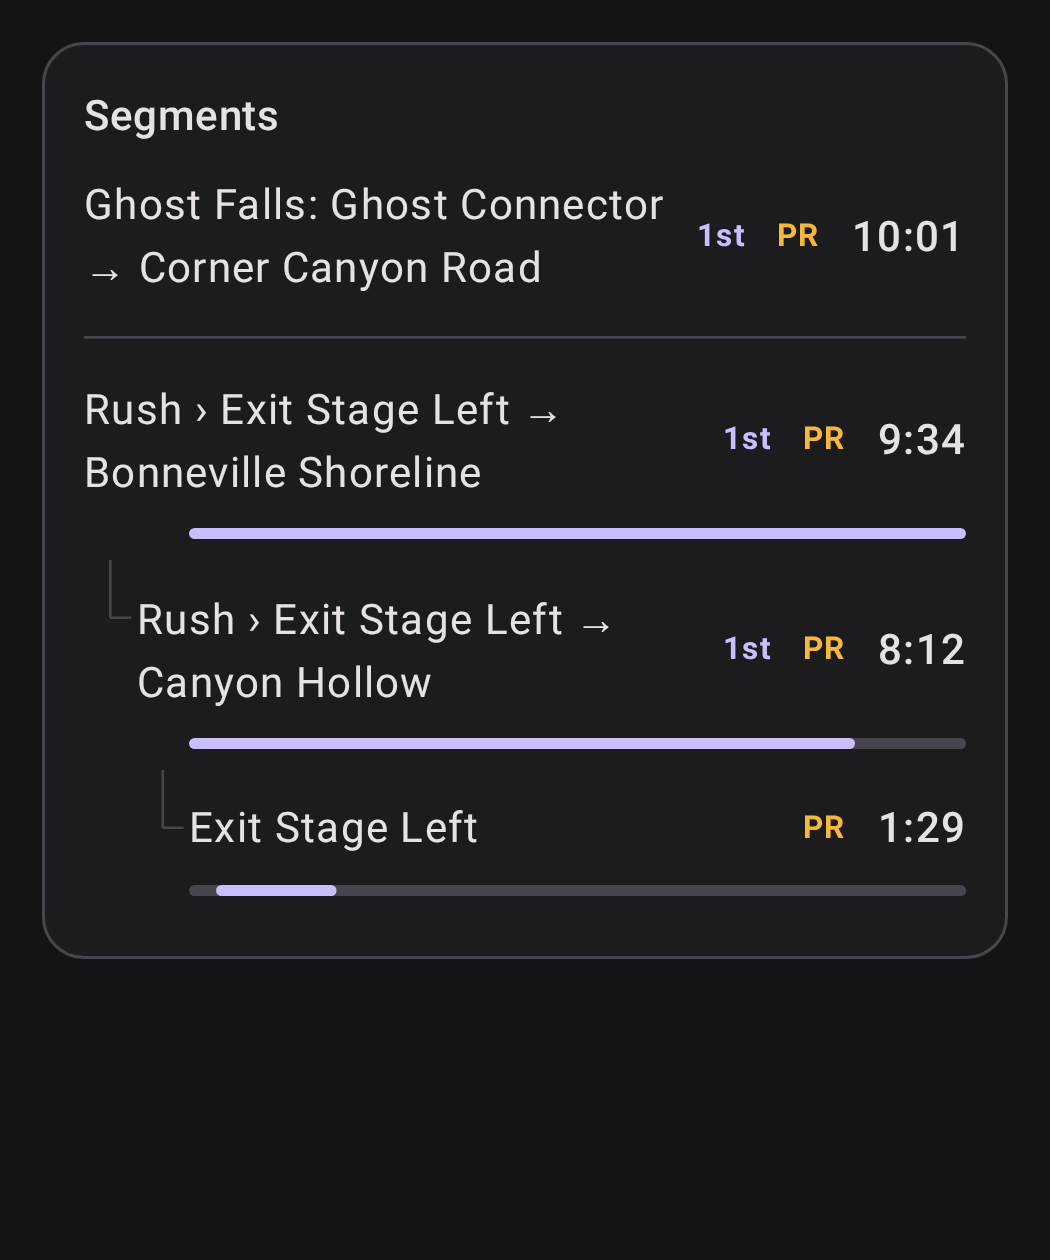 Segments
Ghost Falls: Ghost Connector
→ Corner Canyon Road
1st PR 10:01
Rush › Exit Stage Left →
Bonneville Shoreline
1st PR 9:34
Rush › Exit Stage Left →
Canyon Hollow
1st PR 8:12
Exit Stage Left PR 1:29